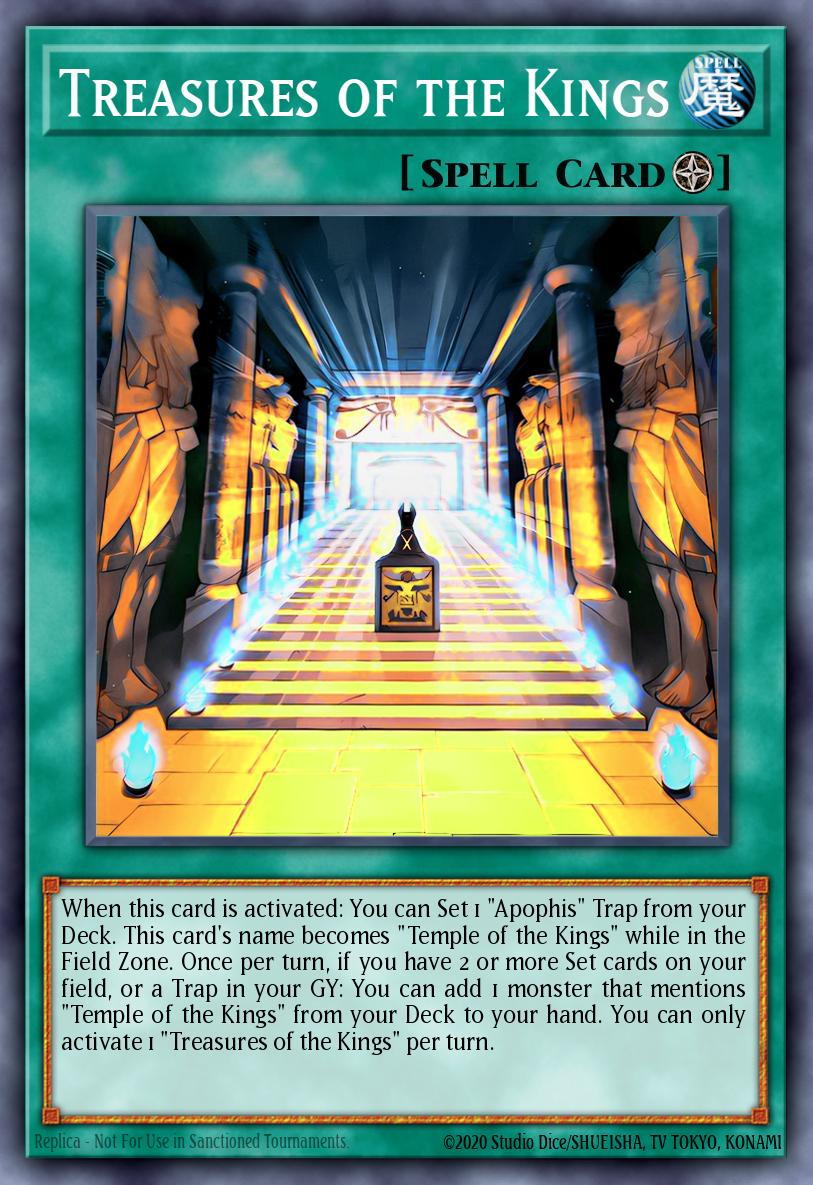 Treasures of the Kings
SPELL
魔
[Spell Card]
When this card is activated: You can Set 1 "Apophis" Trap from your
Deck. This card's name becomes "Temple of the Kings" while in the
Field Zone. Once per turn, if you have 2 or more Set cards on your
field, or a Trap in your GY: You can add 1 monster that mentions
"Temple of the Kings" from your Deck to your hand. You can only
activate 1 "Treasures of the Kings" per turn.
Replica - Not For Use in Sanctioned Tournaments.
©2020 Studio Dice/SHUEISHA, TV TOKYO, KONAMI